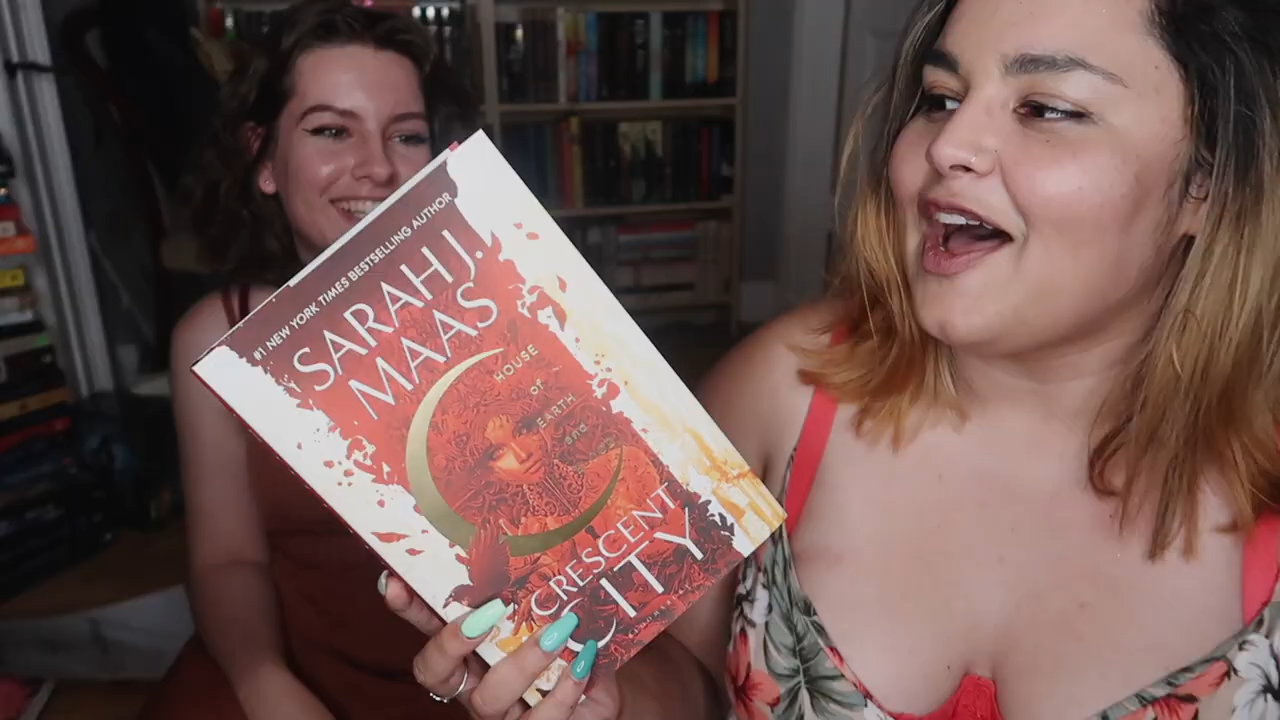 #1 NEW YORK TIMES BESTSELLING AUTHOR
SARAH J.
MAAS
HOUSE
of
EARTH
and
CRESCENT
CITY